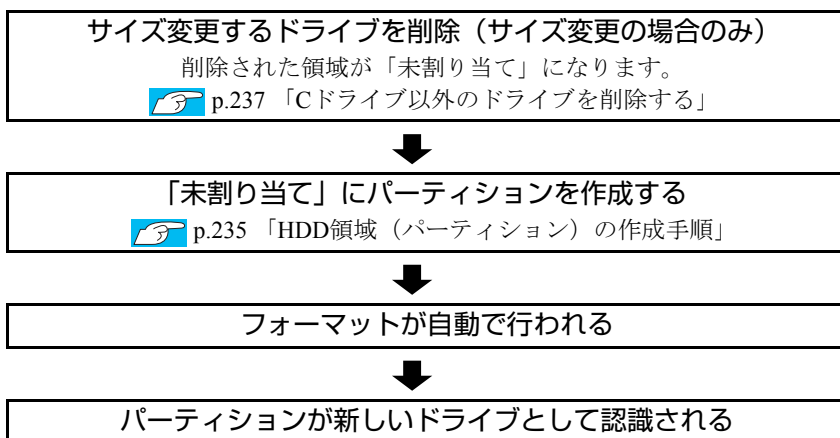 サイズ変更するドライブを削除（サイズ変更の場合のみ）
削除された領域が「未割り当て」になります。
p.237 「Cドライブ以外のドライブを削除する」
「未割り当て」にパーティションを作成する
p.235 「HDD領域（パーティション）の作成手順」
フォーマットが自動で行われる
パーティションが新しいドライブとして認識される